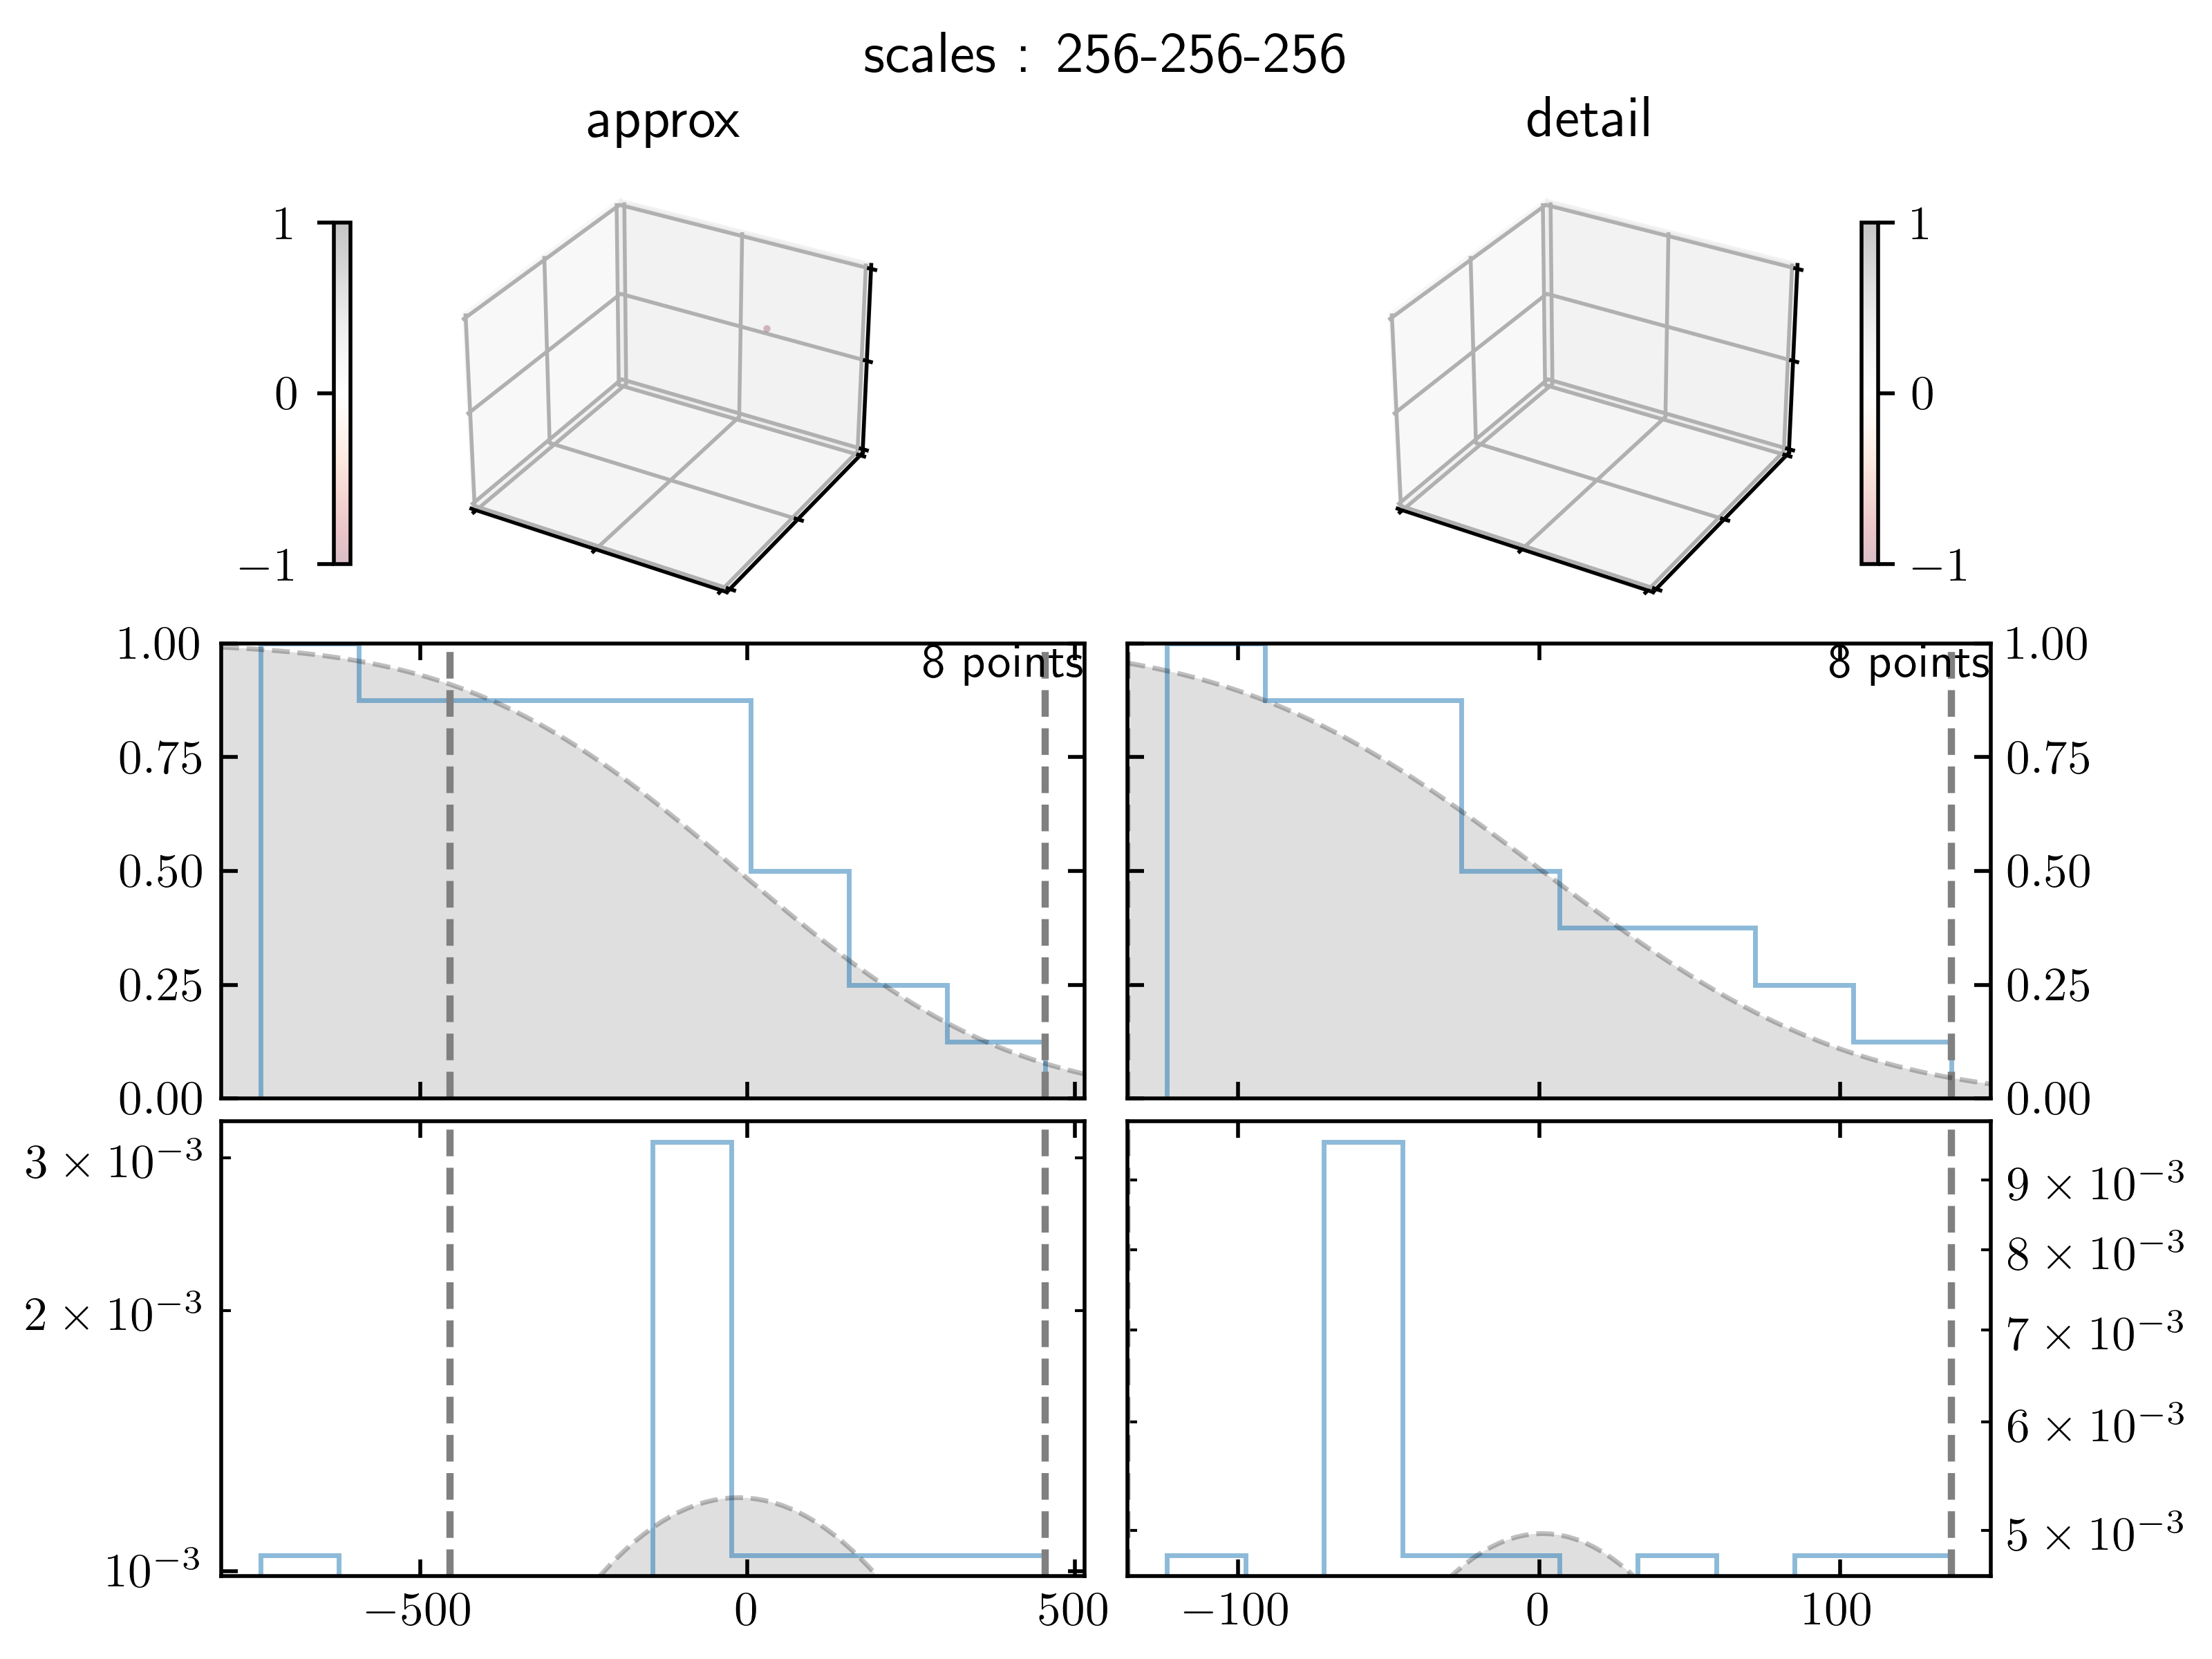 scales : 256-256-256
approx
detail
1
0
−1
1
0
−1
8 points
8 points
1.00
0.75
0.50
0.25
0.00
1.00
0.75
0.50
0.25
0.00
3 × 10⁻³
2 × 10⁻³
10⁻³
9 × 10⁻³
8 × 10⁻³
7 × 10⁻³
6 × 10⁻³
5 × 10⁻³
−500 0 500
−100 0 100